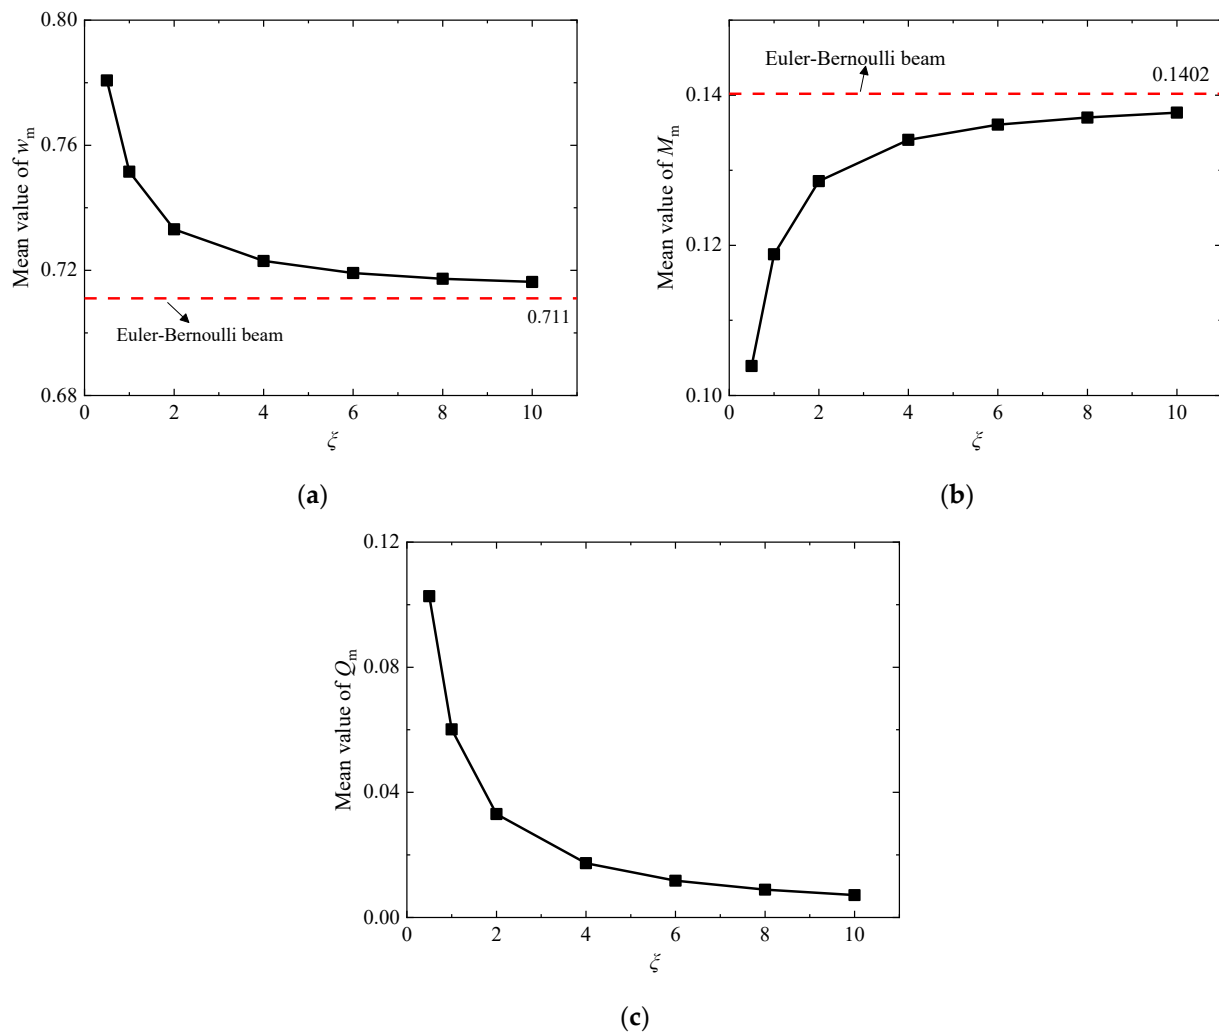 0.80
0.76
0.72
0.68
Mean value of wm
Euler-Bernoulli beam
0.711
0 2 4 6 8 10
ξ
(a)
0.14
0.12
0.10
Mean value of Mm
Euler-Bernoulli beam
0.1402
0 2 4 6 8 10
ξ
(b)
0.12
0.08
0.04
0.00
Mean value of Qm
0 2 4 6 8 10
ξ
(c)